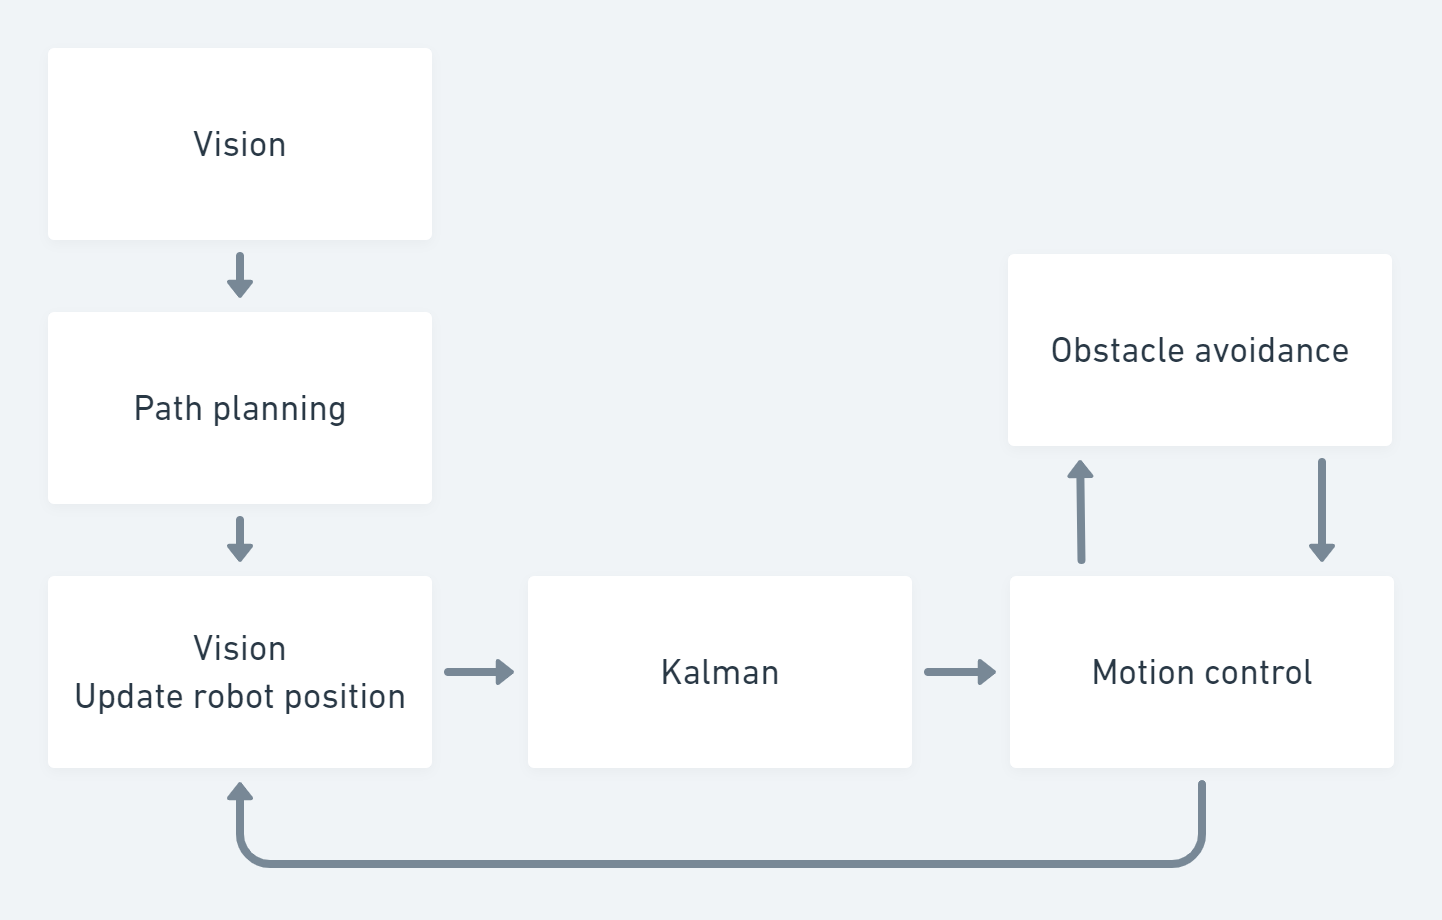 Vision
Path planning
Vision
Update robot position
Kalman
Motion control
Obstacle avoidance